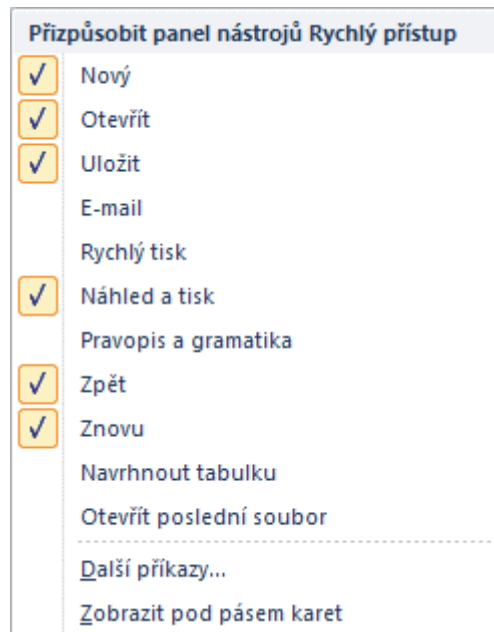 Přizpůsobit panel nástrojů Rychlý přístup
Nový
Otevřít
Uložit
E-mail
Rychlý tisk
Náhled a tisk
Pravopis a gramatika
Zpět
Znovu
Navrhnout tabulku
Otevřít poslední soubor
Další příkazy...
Zobrazit pod pásem karet